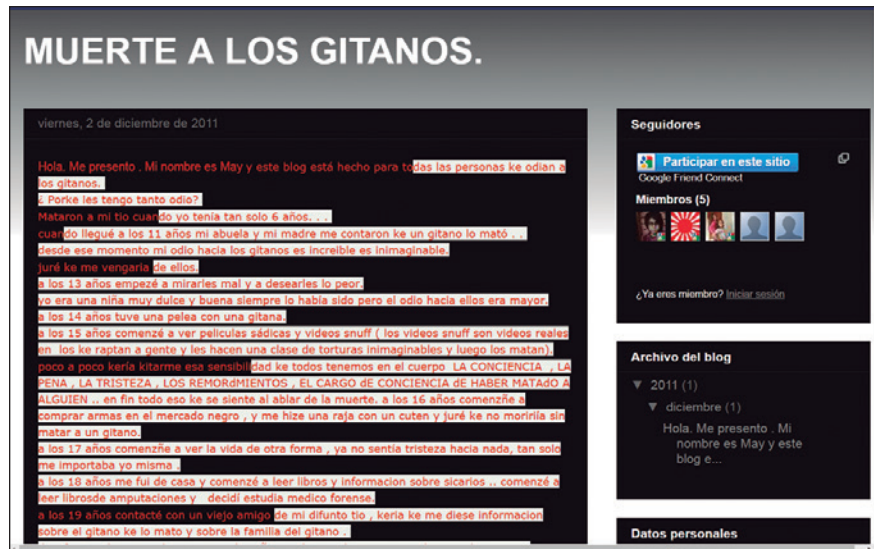 MUERTE A LOS GITANOS.
viernes, 2 de diciembre de 2011
Hola. Me presento . Mi nombre es May y este blog está hecho para todas las personas ke odian a
los gitanos.
¿ Porke les tengo tanto odio?
Mataron a mi tio cuando yo tenía tan solo 6 años. . .
cuando llegué a los 11 años mi abuela y mi madre me contaron ke un gitano lo mató . .
desde ese momento mi odio hacia los gitanos es increible es inimaginable.
juré ke me vengaria de ellos.
a los 13 años empezé a mirarles mal y a desearles lo peor.
yo era una niña muy dulce y buena siempre lo habia sido pero el odio hacia ellos era mayor.
a los 14 años tuve una pelea con una gitana.
a los 15 años comenzé a ver peliculas sádicas y videos snuff ( los videos snuff son videos reales
en los ke raptan a gente y les hacen una clase de torturas inimaginables y luego los matan).
poco a poco kería kitarme esa sensibilidad ke todos tenemos en el cuerpo LA CONCIENCIA , LA
PENA , LA TRISTEZA , LOS REMORdMIENTOS , EL CARGO DE CONCIENCIA DE HABER MATAdO A
ALGUIEN .. en fin todo eso ke se siente al ablar de la muerte. a los 16 años comenzñe a
comprar armas en el mercado negro , y me hize una raja con un cuten y juré ke no moriría sin
matar a un gitano.
a los 17 años comenzñe a ver la vida de otra forma , ya no sentía tristeza hacia nada, tan solo
me importaba yo misma .
a los 18 años me fui de casa y comenzé a leer libros y informacion sobre sicarios .. comenzé a
leer librosde amputaciones y decidí estudia medico forense.
a los 19 años contacté con un viejo amigo de mi difunto tio , keria ke me diese informacion
sobre el gitano ke lo mato y sobre la familia del gitano .
Seguidores
Participar en este sitio
Google Friend Connect
Miembros (5)
¿Ya eres miembro? Iniciar sesión
Archivo del blog
▼ 2011 (1)
▼ diciembre (1)
Hola. Me presento . Mi
nombre es May y este
blog e...
Datos personales